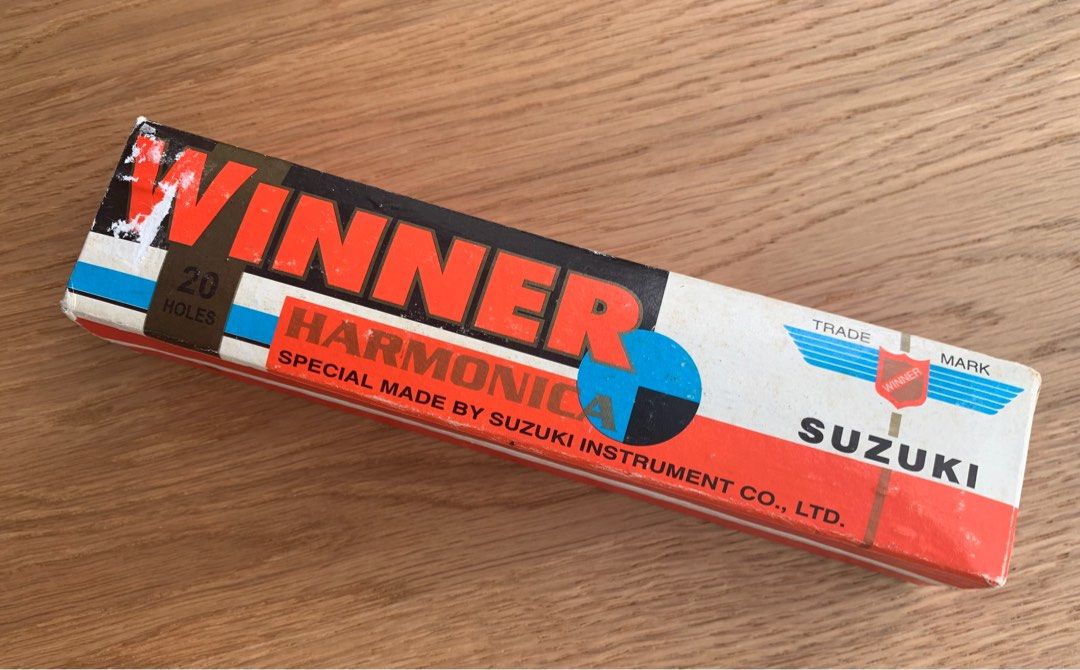 WINNER
20
HOLES
HARMONICA
SPECIAL MADE BY SUZUKI INSTRUMENT CO., LTD.
TRADE MARK
WINNER
SUZUKI